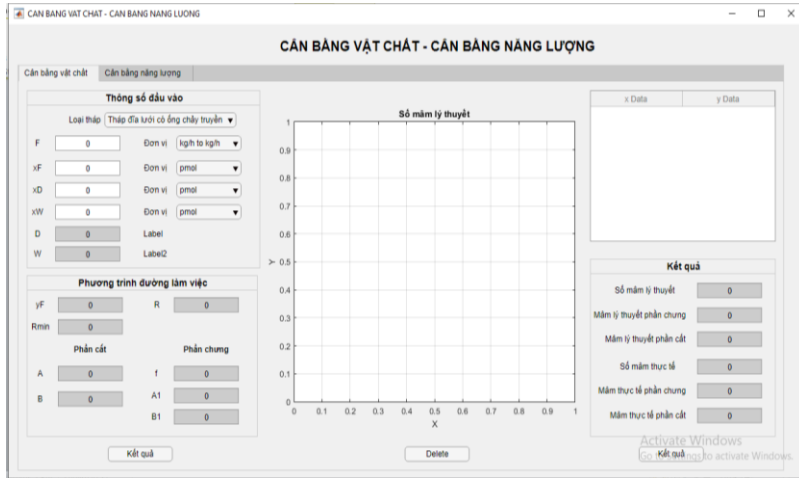 CAN BANG VAT CHAT - CAN BANG NANG LUONG
CÂN BẰNG VẬT CHẤT - CÂN BẰNG NĂNG LƯỢNG
Cân bằng vật chất
Cân bằng năng lượng
Thông số đầu vào
Loại tháp Tháp đĩa lưới có ống chảy truyền
F 0 Đơn vị kg/h to kg/h
xF 0 Đơn vị pmol
xD 0 Đơn vị pmol
xW 0 Đơn vị pmol
D 0 Label
W 0 Label2
Phương trình đường làm việc
yF 0 R 0
Rmin 0
Phần cất Phần chưng
A 0 f 0
B 0 A1 0
B1 0
Kết quả
Số mâm lý thuyết
1
0.9
0.8
0.7
0.6
0.5
0.4
0.3
0.2
0.1
0
Y
0 0.1 0.2 0.3 0.4 0.5 0.6 0.7 0.8 0.9 1
X
Delete
x Data y Data
Kết quả
Số mâm lý thuyết 0
Mâm lý thuyết phần chưng 0
Mâm lý thuyết phần cất 0
Số mâm thực tế 0
Mâm thực tế phần chưng 0
Mâm thực tế phần cất 0
Kết quả
Activate Windows
Go to Settings to activate Windows.